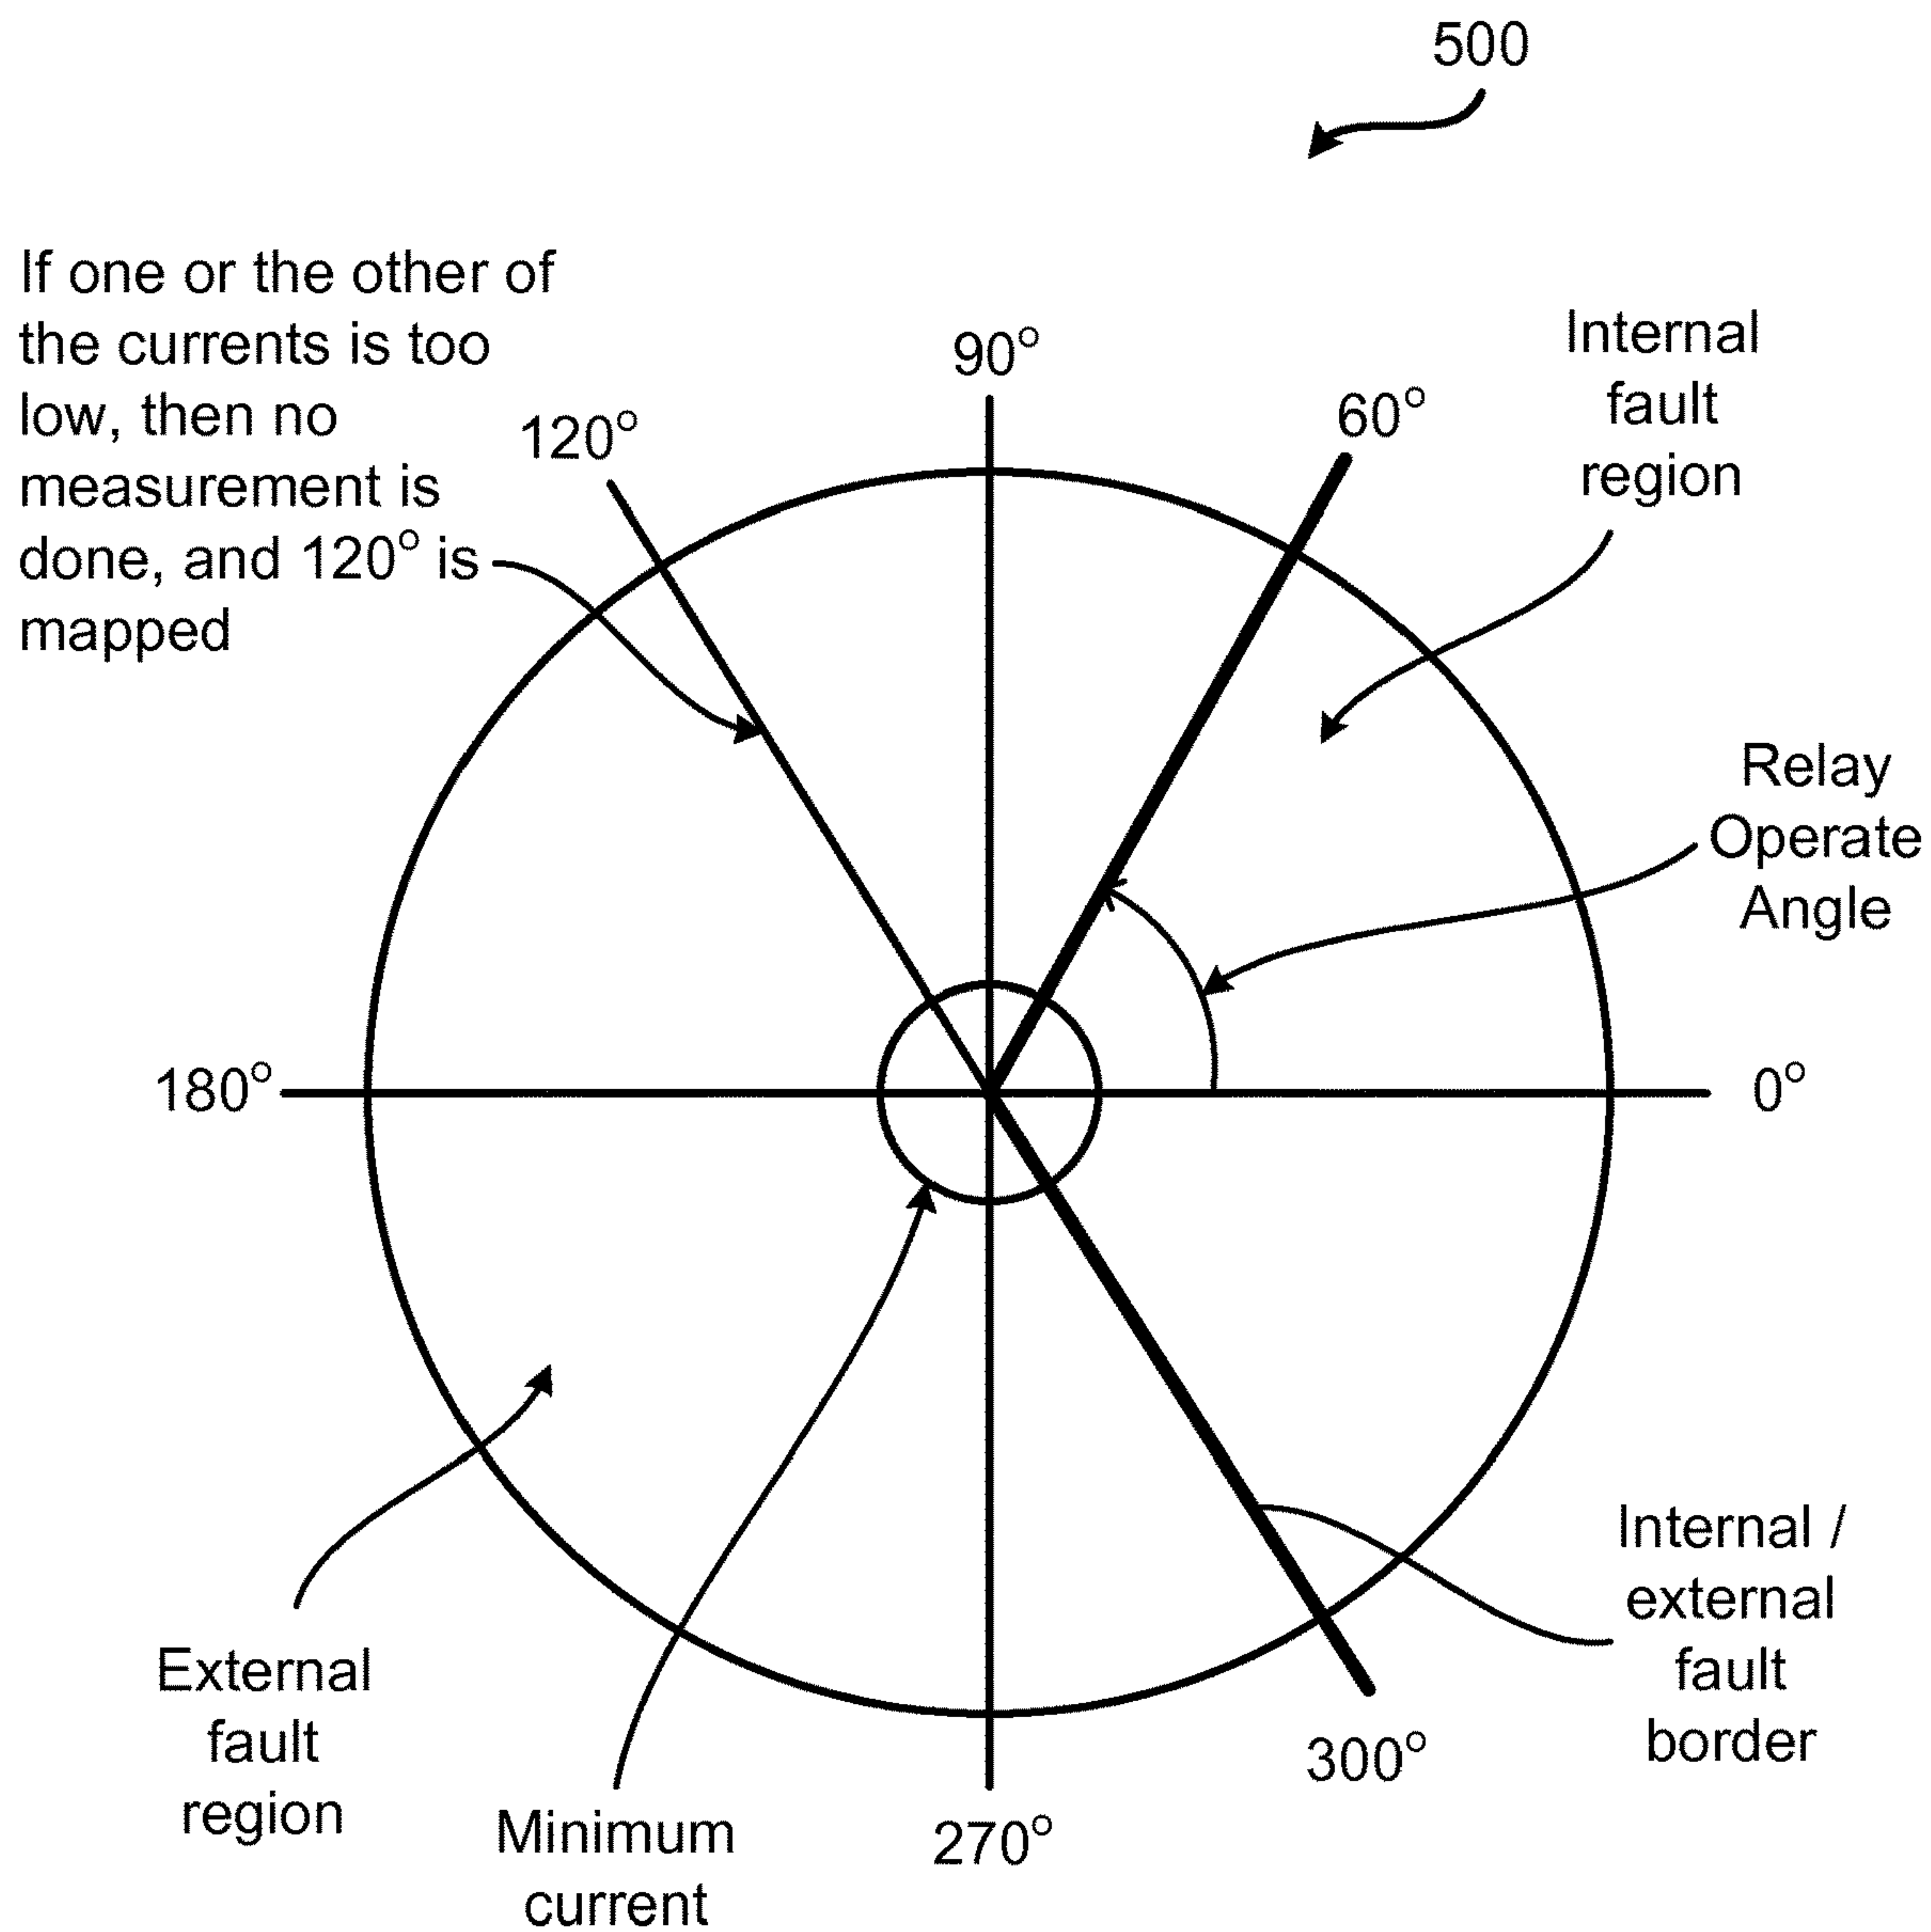 500
If one or the other of
the currents is too
low, then no
measurement is
done, and 120° is
mapped
120°
90°
60°
Internal
fault
region
Relay
Operate
Angle
180°
0°
External
fault
region
Minimum
current
270°
300°
Internal /
external
fault
border